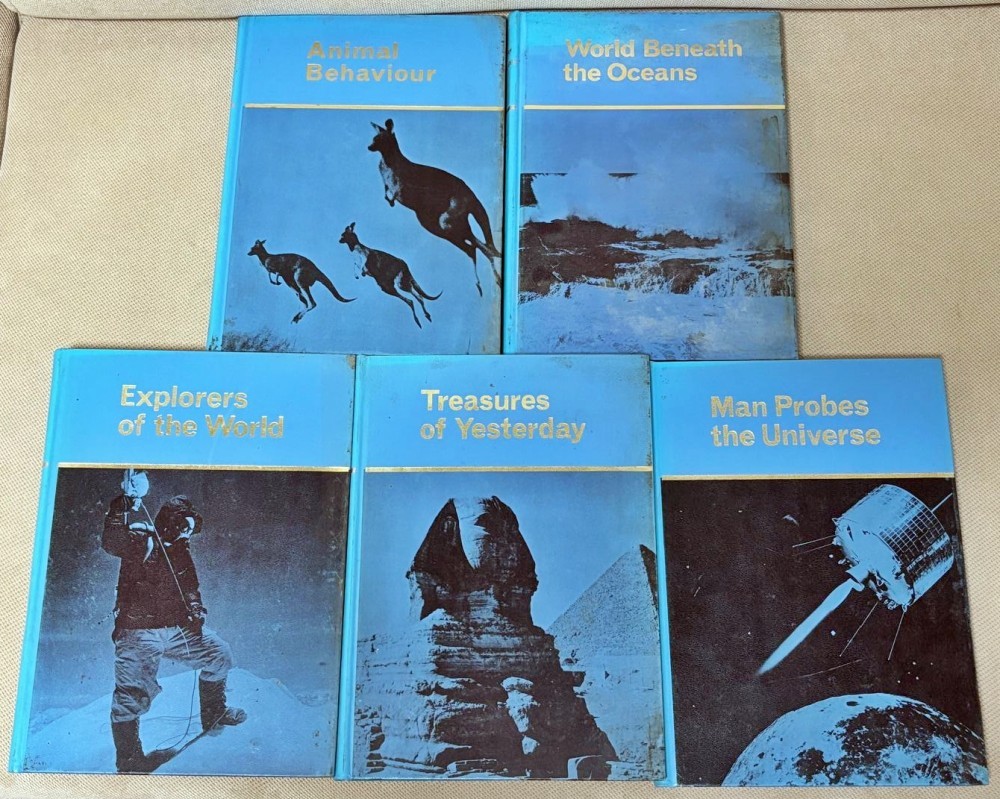 Animal
Behaviour
World Beneath
the Oceans
Explorers
of the World
Treasures
of Yesterday
Man Probes
the Universe